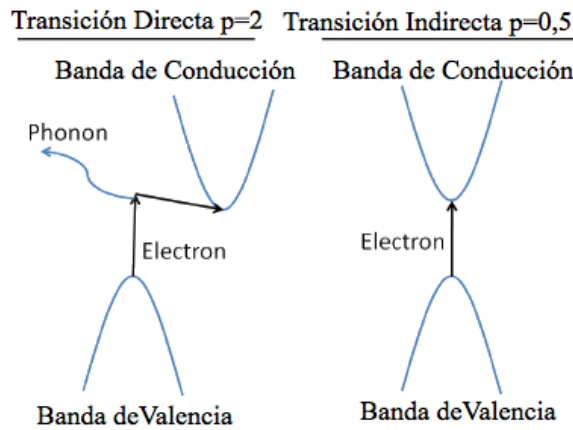 Transición Directa p=2
Transición Indirecta p=0,5
Banda de Conducción
Banda de Conducción
Phonon
Electron
Electron
Banda deValencia
Banda deValencia